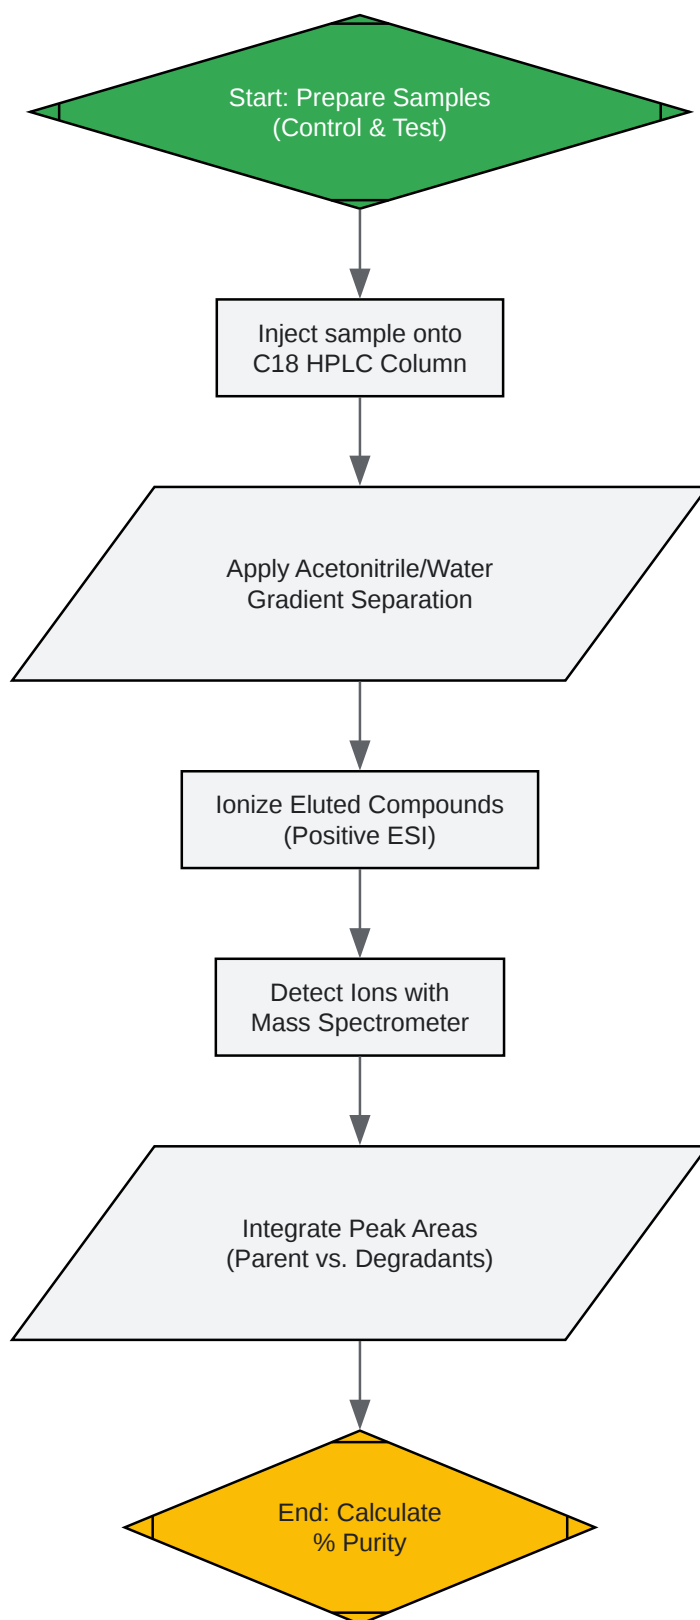 Start: Prepare Samples
(Control & Test)
Inject sample onto
C18 HPLC Column
Apply Acetonitrile/Water
Gradient Separation
Ionize Eluted Compounds
(Positive ESI)
Detect Ions with
Mass Spectrometer
Integrate Peak Areas
(Parent vs. Degradants)
End: Calculate
% Purity